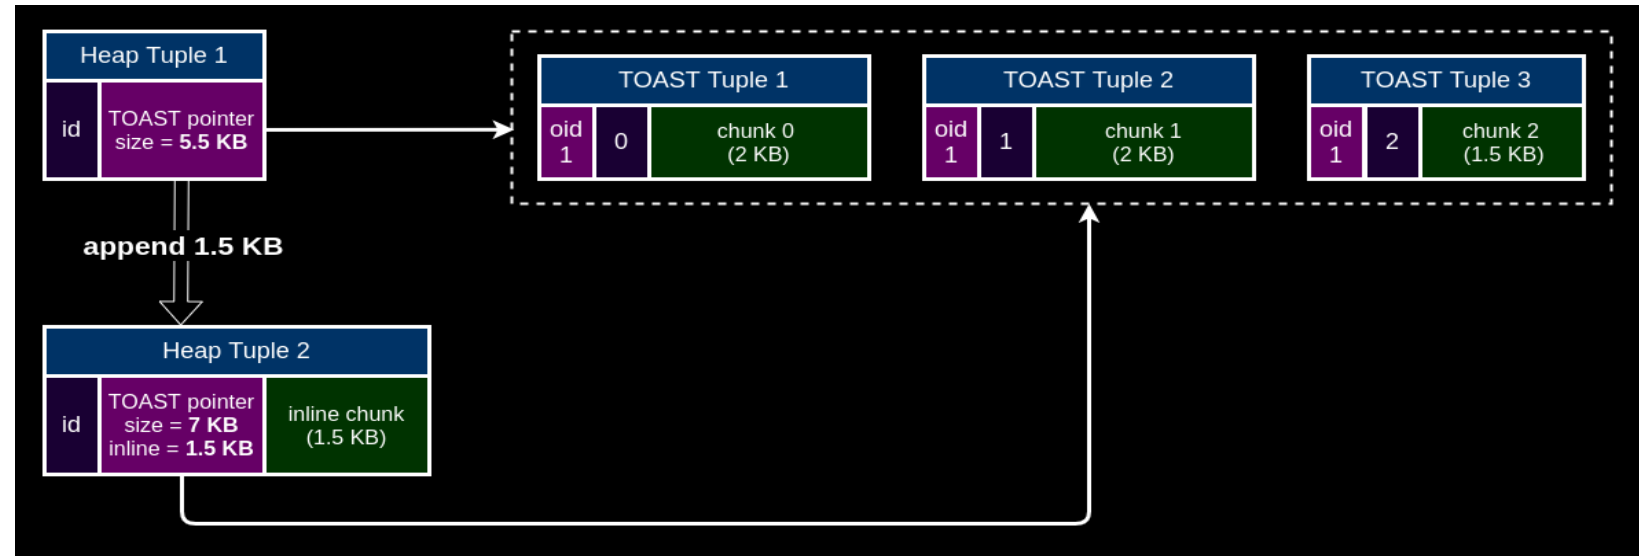 Heap Tuple 1
id
TOAST pointer
size = 5.5 KB
TOAST Tuple 1
oid
1
0
chunk 0
(2 KB)
TOAST Tuple 2
oid
1
1
chunk 1
(2 KB)
TOAST Tuple 3
oid
1
2
chunk 2
(1.5 KB)
append 1.5 KB
Heap Tuple 2
id
TOAST pointer
size = 7 KB
inline = 1.5 KB
inline chunk
(1.5 KB)